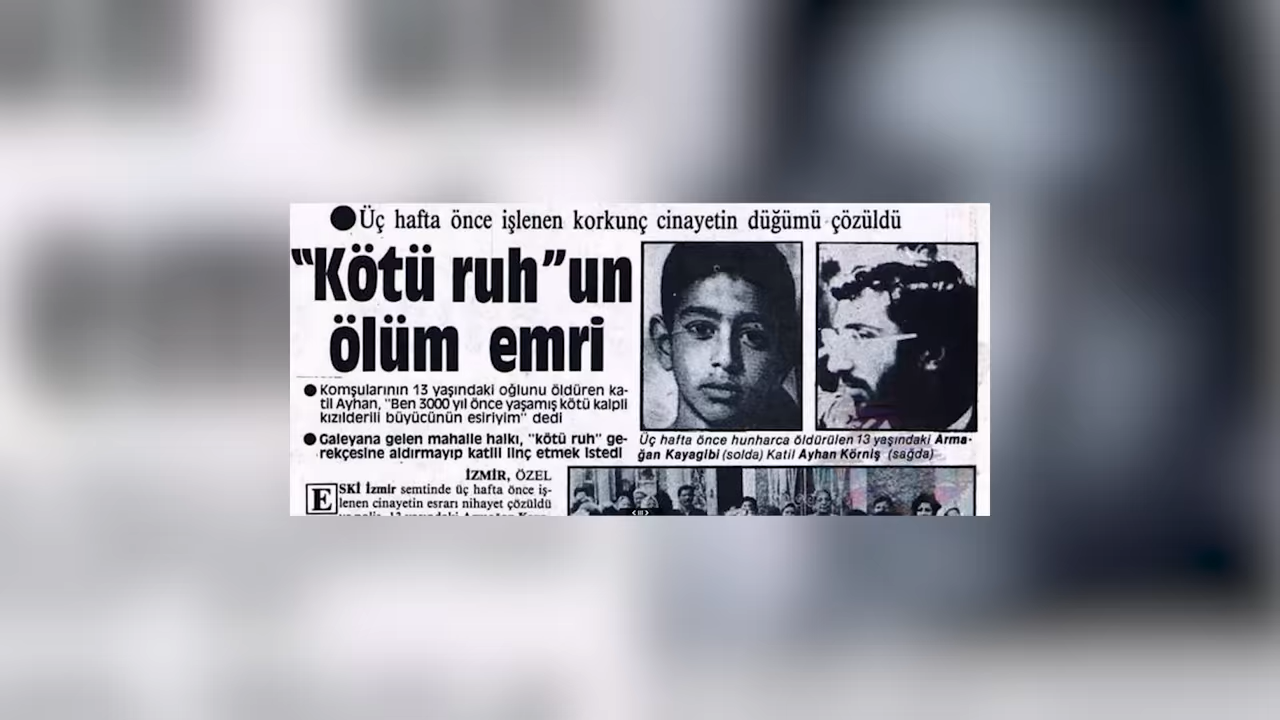 Üç hafta önce işlenen korkunç cinayetin düğümü çözüldü
"Kötü ruh"un
ölüm emri
Komşularının 13 yaşındaki oğlunu öldüren ka-
til Ayhan, "Ben 3000 yıl önce yaşamış kötü kalpli
kızılderili büyücünün esiriyim" dedi
Galeyana gelen mahalle halkı, "kötü ruh" ge-
rekçesine aldırmayıp katili linç etmek istedi
Üç hafta önce hunharca öldürülen 13 yaşındaki Arma-
ğan Kayagibi (solda) Katil Ayhan Körniş (sağda)
İZMİR, ÖZEL
ESKİ İzmir semtinde üç hafta önce iş-
lenen cinayetin esrarı nihayet çözüldü